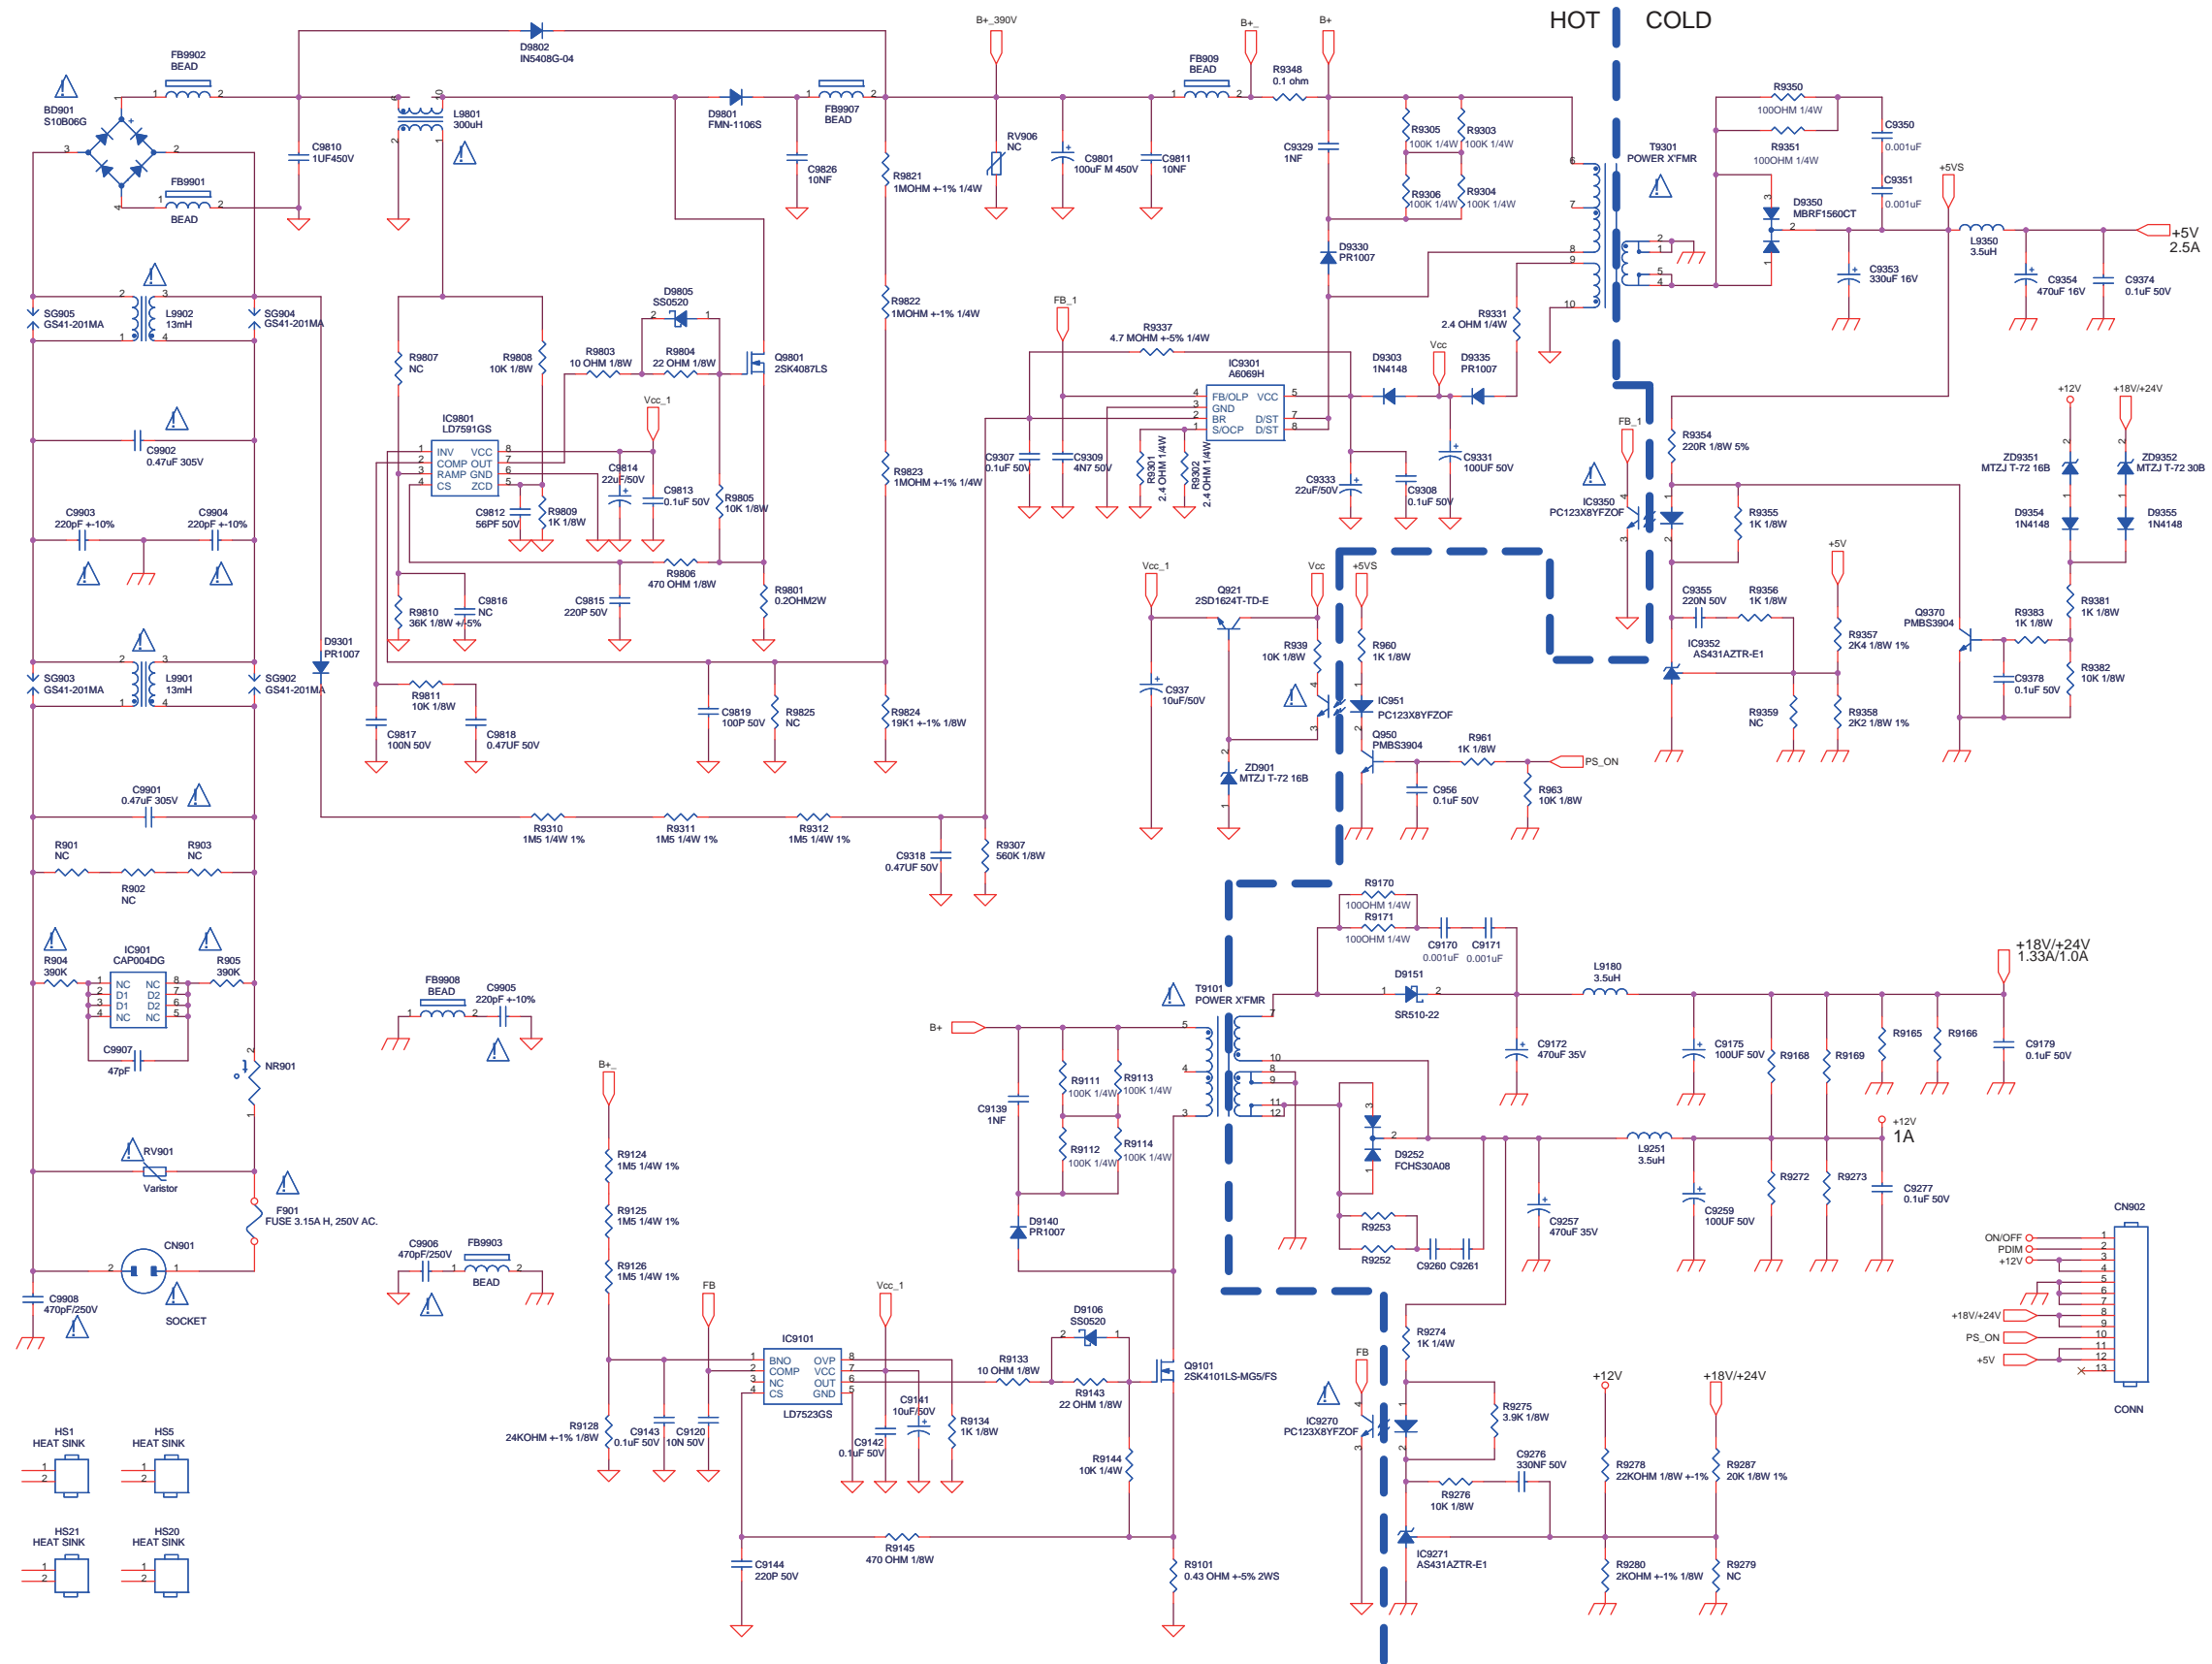 HOT
COLD
B+_390V
B+_
B+
FB9902
BEAD
BD901
S10B06G
D9802
IN5408G-04
FB909
BEAD
R9348
0.1 ohm
L9801
300uH
D9801
FMN-1106S
FB9907
BEAD
C9810
1UF450V
FB9901
BEAD
C9826
10NF
R9821
1MOHM +-1% 1/4W
RV906
NC
C9801
100uF M 450V
C9811
10NF
C9329
1NF
R9305
100K 1/4W
R9303
100K 1/4W
R9306
100K 1/4W
R9304
100K 1/4W
T9301
POWER X'FMR
R9350
100OHM 1/4W
R9351
100OHM 1/4W
C9350
0.001uF
C9351
0.001uF
+5VS
D9350
MBRF1560CT
L9350
3.5uH
+5V
2.5A
C9353
330uF 16V
C9354
470uF 16V
C9374
0.1uF 50V
D9330
PR1007
SG905
GS41-201MA
L9902
13mH
SG904
GS41-201MA
D9805
SS0520
R9822
1MOHM +-1% 1/4W
R9807
NC
R9808
10K 1/8W
R9803
10 OHM 1/8W
R9804
22 OHM 1/8W
Q9801
2SK4087LS
FB_1
R9337
4.7 MOHM +-5% 1/4W
R9331
2.4 OHM 1/4W
IC9301
A6069H
FB/OLP
GND
BR
S/OCP
VCC
D/ST
D/ST
D9303
1N4148
Vcc
D9335
PR1007
Vcc_1
IC9801
LD7591GS
INV
COMP
RAMP
CS
VCC
OUT
GND
ZCD
C9902
0.47uF 305V
C9814
22uF/50V
C9813
0.1uF 50V
R9805
10K 1/8W
C9812
56PF 50V
R9809
1K 1/8W
R9823
1MOHM +-1% 1/4W
C9307
0.1uF 50V
C9309
4N7 50V
R9301
2.4 OHM 1/4W
R9302
2.4 OHM 1/4W
C9333
22uF/50V
C9308
0.1uF 50V
C9331
100UF 50V
FB_1
IC9350
PC123X8YFZOF
R9354
220R 1/8W 5%
R9355
1K 1/8W
+12V
+18V/+24V
ZD9351
MTZJ T-72 16B
ZD9352
MTZJ T-72 30B
D9354
1N4148
D9355
1N4148
C9903
220pF +-10%
C9904
220pF +-10%
R9806
470 OHM 1/8W
R9801
0.2OHM2W
R9810
36K 1/8W +/-5%
C9816
NC
C9815
220P 50V
Vcc_1
Q921
2SD1624T-TD-E
Vcc
+5VS
R939
10K 1/8W
R960
1K 1/8W
C937
10uF/50V
IC951
PC123X8YFZOF
ZD901
MTZJ T-72 16B
Q950
PMBS3904
R961
1K 1/8W
PS_ON
C956
0.1uF 50V
R963
10K 1/8W
C9355
220N 50V
R9356
1K 1/8W
+5V
IC9352
AS431AZTR-E1
R9357
2K4 1/8W 1%
R9359
NC
R9358
2K2 1/8W 1%
Q9370
PMBS3904
R9383
1K 1/8W
R9381
1K 1/8W
C9378
0.1uF 50V
R9382
10K 1/8W
D9301
PR1007
SG903
GS41-201MA
L9901
13mH
SG902
GS41-201MA
R9811
10K 1/8W
C9817
100N 50V
C9818
0.47UF 50V
C9819
100P 50V
R9825
NC
R9824
19K1 +-1% 1/8W
C9901
0.47uF 305V
R9310
1M5 1/4W 1%
R9311
1M5 1/4W 1%
R9312
1M5 1/4W 1%
C9318
0.47UF 50V
R9307
560K 1/8W
R901
NC
R902
NC
R903
NC
IC901
CAP004DG
R904
390K
R905
390K
NC
D1
D1
NC
NC
D2
D2
NC
C9907
47pF
NR901
FB9908
BEAD
C9905
220pF +-10%
RV901
Varistor
F901
FUSE 3.15A H, 250V AC.
CN901
SOCKET
C9908
470pF/250V
C9906
470pF/250V
FB9903
BEAD
B+_
R9124
1M5 1/4W 1%
R9125
1M5 1/4W 1%
R9126
1M5 1/4W 1%
B+
C9139
1NF
R9111
100K 1/4W
R9113
100K 1/4W
R9112
100K 1/4W
R9114
100K 1/4W
D9140
PR1007
T9101
POWER X'FMR
R9170
100OHM 1/4W
R9171
100OHM 1/4W
C9170
0.001uF
C9171
0.001uF
D9151
SR510-22
L9180
3.5uH
+18V/+24V
1.33A/1.0A
C9172
470uF 35V
C9175
100UF 50V
R9168
R9169
R9165
R9166
C9179
0.1uF 50V
+12V
1A
D9252
FCHS30A08
L9251
3.5uH
R9253
R9252
C9260
C9261
C9257
470uF 35V
C9259
100UF 50V
R9272
R9273
C9277
0.1uF 50V
CN902
ON/OFF
PDIM
+12V
+18V/+24V
PS_ON
+5V
1
2
3
4
5
6
7
8
9
10
11
12
13
CONN
FB
Vcc_1
IC9101
BNO
COMP
NC
CS
OVP
VCC
OUT
GND
LD7523GS
R9128
24KOHM +-1% 1/8W
C9143
0.1uF 50V
C9120
10N 50V
C9142
0.1uF 50V
C9141
10uF/50V
R9134
1K 1/8W
R9133
10 OHM 1/8W
D9106
SS0520
R9143
22 OHM 1/8W
Q9101
2SK4101LS-MG5/FS
R9144
10K 1/4W
R9145
470 OHM 1/8W
C9144
220P 50V
R9101
0.43 OHM +-5% 2WS
FB
IC9270
PC123X8YFZOF
R9274
1K 1/4W
R9275
3.9K 1/8W
C9276
330NF 50V
R9276
10K 1/8W
IC9271
AS431AZTR-E1
+12V
+18V/+24V
R9278
22KOHM 1/8W +-1%
R9287
20K 1/8W 1%
R9280
2KOHM +-1% 1/8W
R9279
NC
HS1
HEAT SINK
HS5
HEAT SINK
HS21
HEAT SINK
HS20
HEAT SINK